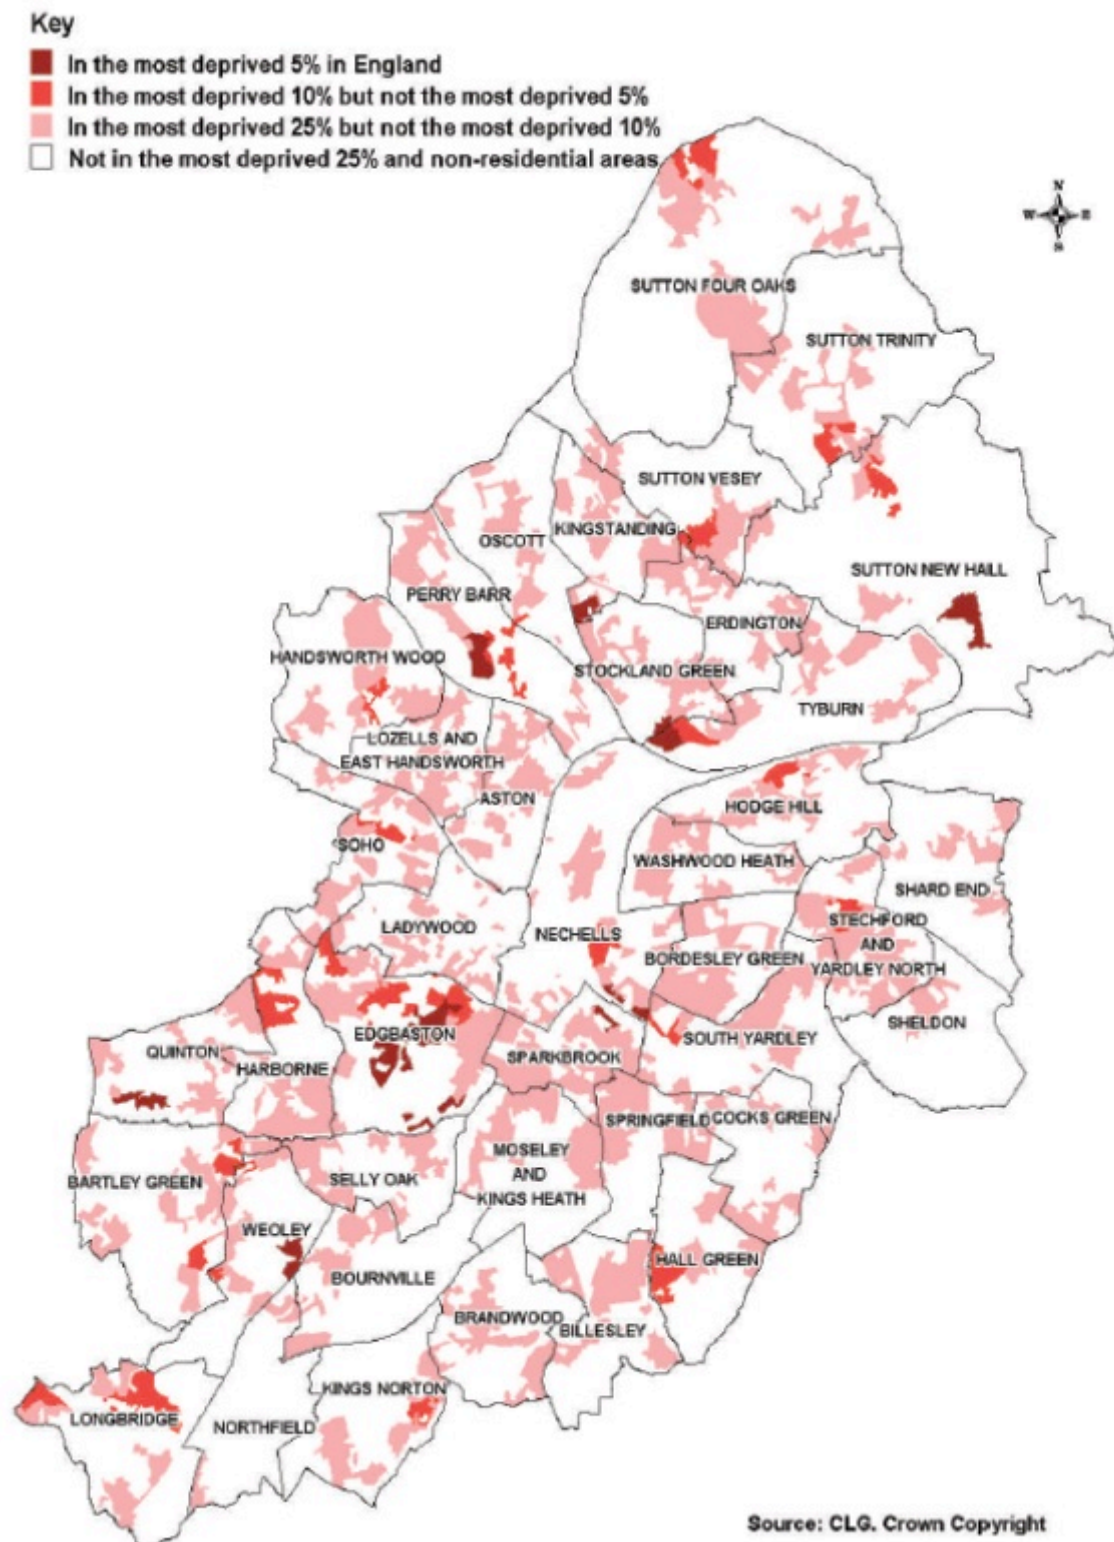 Key
In the most deprived 5% in England
In the most deprived 10% but not the most deprived 5%
In the most deprived 25% but not the most deprived 10%
Not in the most deprived 25% and non-residential areas
N
W E
S
SUTTON FOUR OAKS
SUTTON TRINITY
SUTTON VESEY
KINGSTANDING
OSCOTT
SUTTON NEW HAILL
PERRY BARR
ERDINGTON
HANDSWORTH WOOD
STOCKLAND GREEN
TYBURN
LOZELLS AND
EAST HANDSWORTH
ASTON
HODGE HILL
SOHO
WASHWOOD HEATH
SHARD END
LADYWOOD
NECHELLS
STECHFORD
AND
YARDLEY NORTH
BORDESLEY GREEN
SHELDON
EDGBASTON
SOUTH YARDLEY
QUINTON
HARBORNE
SPARKBROOK
SPRINGFIELD
COCKS GREEN
MOSELEY
AND
KINGS HEATH
BARTLEY GREEN
SELLY OAK
WEOLEY
HALL GREEN
BOURNVILLE
BRANDWOOD
BILLESLEY
KINGS NORTON
LONGBRIDGE
NORTHFIELD
Source: CLG. Crown Copyright